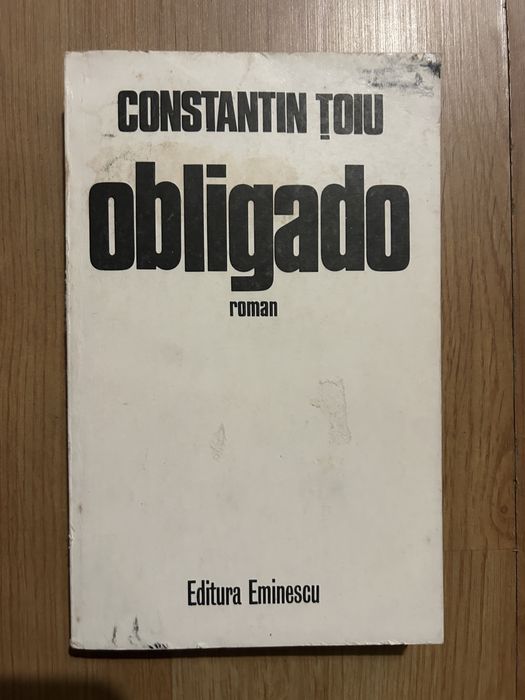 CONSTANTIN ȚOIU
obligado
roman
Editura Eminescu